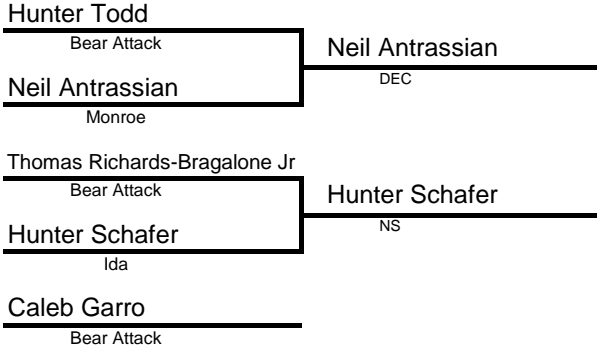 Hunter Todd
Bear Attack
Neil Antrassian
DEC
Neil Antrassian
Monroe
Thomas Richards-Bragalone Jr
Bear Attack
Hunter Schafer
NS
Hunter Schafer
Ida
Caleb Garro
Bear Attack